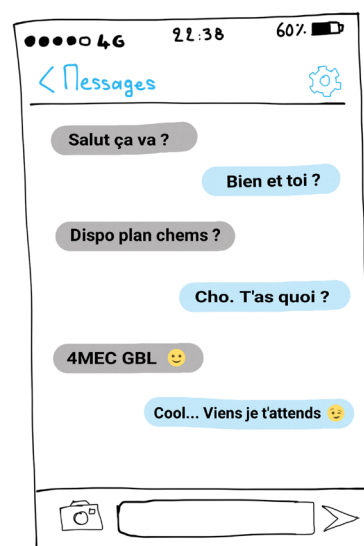 4G 22:38 60%
< Messages
Salut ça va ?
Bien et toi ?
Dispo plan chems ?
Cho. T'as quoi ?
4MEC GBL 🙂
Cool... Viens je t'attends 😉